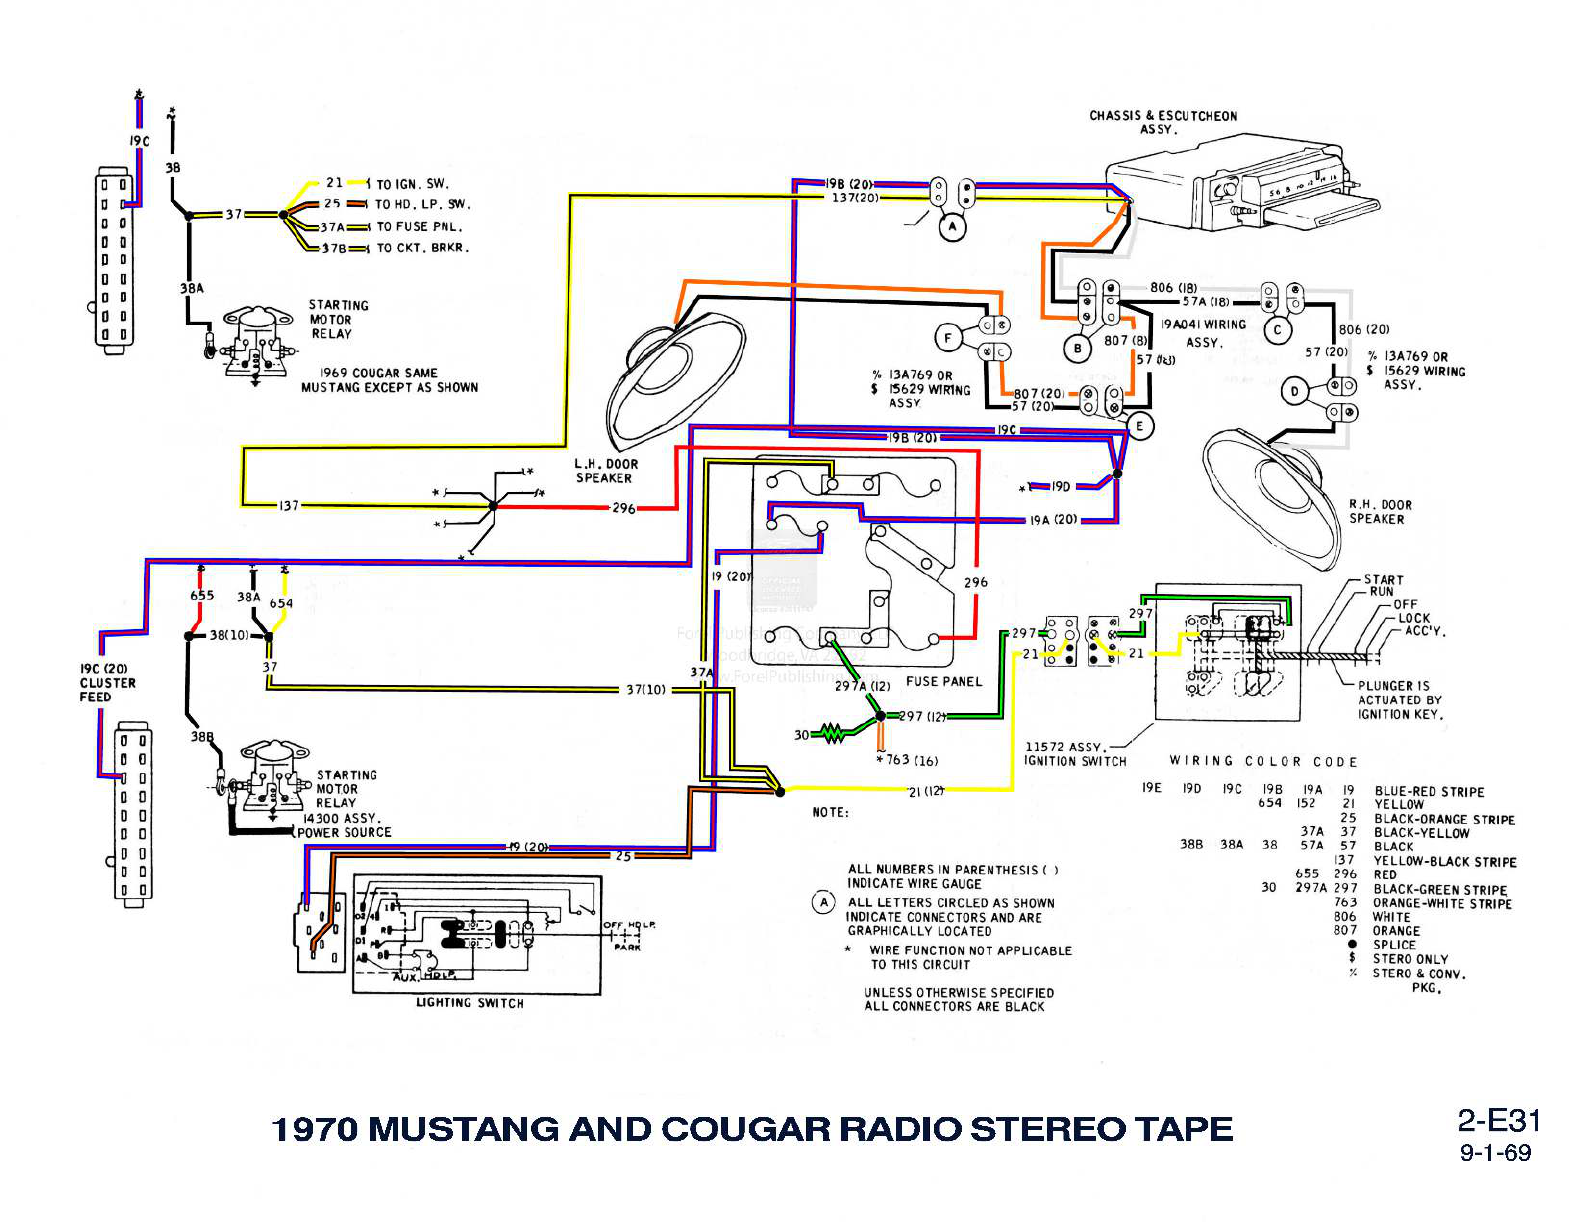 19C
38
21 TO IGN. SW.
25 TO HD. LP. SW.
37
37A TO FUSE PNL.
37B TO CKT. BRKR.
38A
STARTING
MOTOR
RELAY
1969 COUGAR SAME
MUSTANG EXCEPT AS SHOWN
CHASSIS & ESCUTCHEON
ASSY.
19B (20)
137(20)
A
806 (18)
57A (18)
C
19A041 WIRING
ASSY.
B
807 (8)
F
806 (20)
57 (20)
% 13A769 OR
$ 15629 WIRING
ASSY.
D
% 13A769 OR
$ 15629 WIRING
ASSY.
807(20)
57 (20)
E
19C
19B (20)
L.H. DOOR
SPEAKER
137
296
19D
19A (20)
R.H. DOOR
SPEAKER
19 (20)
296
655
38A
654
38(10)
37
19C (20)
CLUSTER
FEED
37A
37(10)
297A (12)
FUSE PANEL
297 (12)
30
*763 (16)
297
21
297
21
START
RUN
OFF
LOCK
ACC'Y.
PLUNGER IS
ACTUATED BY
IGNITION KEY.
11572 ASSY.
IGNITION SWITCH
38B
STARTING
MOTOR
RELAY
14300 ASSY.
POWER SOURCE
21 (12)
19 (20)
25
NOTE:
ALL NUMBERS IN PARENTHESIS ( )
INDICATE WIRE GAUGE
A ALL LETTERS CIRCLED AS SHOWN
INDICATE CONNECTORS AND ARE
GRAPHICALLY LOCATED
* WIRE FUNCTION NOT APPLICABLE
TO THIS CIRCUIT
UNLESS OTHERWISE SPECIFIED
ALL CONNECTORS ARE BLACK
WIRING COLOR CODE
19E 19D 19C 19B 19A 19 BLUE-RED STRIPE
654 152 21 YELLOW
25 BLACK-ORANGE STRIPE
37A 37 BLACK-YELLOW
38B 38A 38 57A 57 BLACK
137 YELLOW-BLACK STRIPE
655 296 RED
30 297A 297 BLACK-GREEN STRIPE
763 ORANGE-WHITE STRIPE
806 WHITE
807 ORANGE
● SPLICE
$ STERO ONLY
% STERO & CONV.
PKG.
D2 4 I
D1 R
P
A B
AUX. HDLP.
OFF HDLP.
PARK
LIGHTING SWITCH
1970 MUSTANG AND COUGAR RADIO STEREO TAPE
2-E31
9-1-69